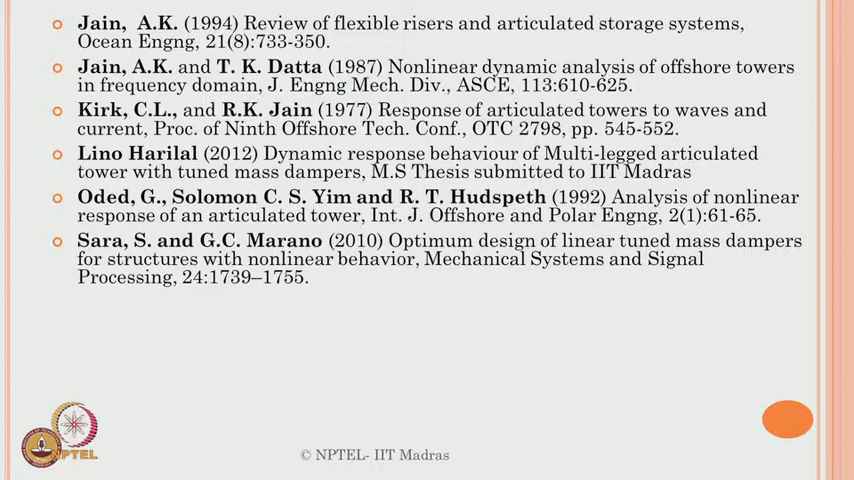 Jain, A.K. (1994) Review of flexible risers and articulated storage systems,
Ocean Engng, 21(8):733-350.
Jain, A.K. and T. K. Datta (1987) Nonlinear dynamic analysis of offshore towers
in frequency domain, J. Engng Mech. Div., ASCE, 113:610-625.
Kirk, C.L., and R.K. Jain (1977) Response of articulated towers to waves and
current, Proc. of Ninth Offshore Tech. Conf., OTC 2798, pp. 545-552.
Lino Harilal (2012) Dynamic response behaviour of Multi-legged articulated
tower with tuned mass dampers, M.S Thesis submitted to IIT Madras
Oded, G., Solomon C. S. Yim and R. T. Hudspeth (1992) Analysis of nonlinear
response of an articulated tower, Int. J. Offshore and Polar Engng, 2(1):61-65.
Sara, S. and G.C. Marano (2010) Optimum design of linear tuned mass dampers
for structures with nonlinear behavior, Mechanical Systems and Signal
Processing, 24:1739–1755.
NPTEL
© NPTEL- IIT Madras